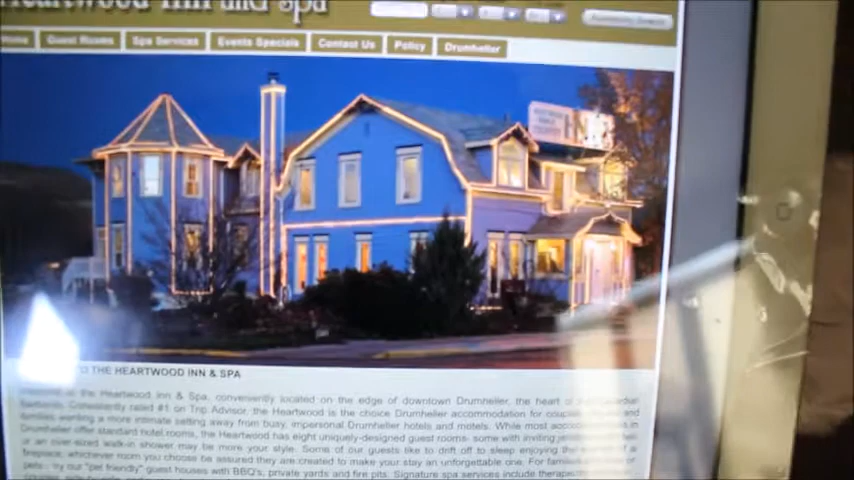 Heartwood Inn and Spa
Home Guest Rooms Spa Services Events Specials Contact Us Policy Drumheller
INN
TO THE HEARTWOOD INN & SPA
to the Heartwood Inn & Spa, conveniently located on the edge of downtown Drumheller, the heart of
Consistently rated #1 on Trip Advisor, the Heartwood is the choice Drumheller accommodation for and
families wanting a more intimate setting away from busy, impersonal Drumheller hotels and motels. While most in
Drumheller offer standard hotel rooms, the Heartwood has eight uniquely-designed guest rooms- some with inviting
or an over-sized walk-in shower may be more your style. Some of our guests like to drift off to sleep enjoying the of a
fireplace, whichever room you choose be assured they are created to make your stay an unforgettable one. For or
pets- try our "pet friendly" guest houses with BBQ's, private yards and fire pits. Signature spa services include